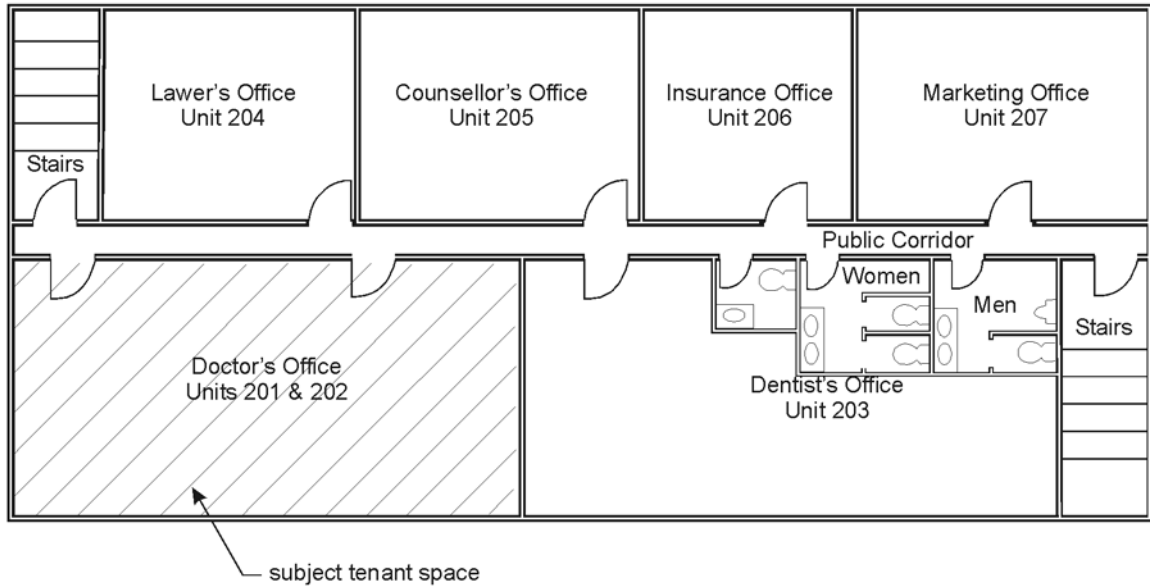 Lawer's Office
Unit 204
Counsellor's Office
Unit 205
Insurance Office
Unit 206
Marketing Office
Unit 207
Stairs
Public Corridor
Women
Men
Stairs
Doctor's Office
Units 201 & 202
Dentist's Office
Unit 203
subject tenant space